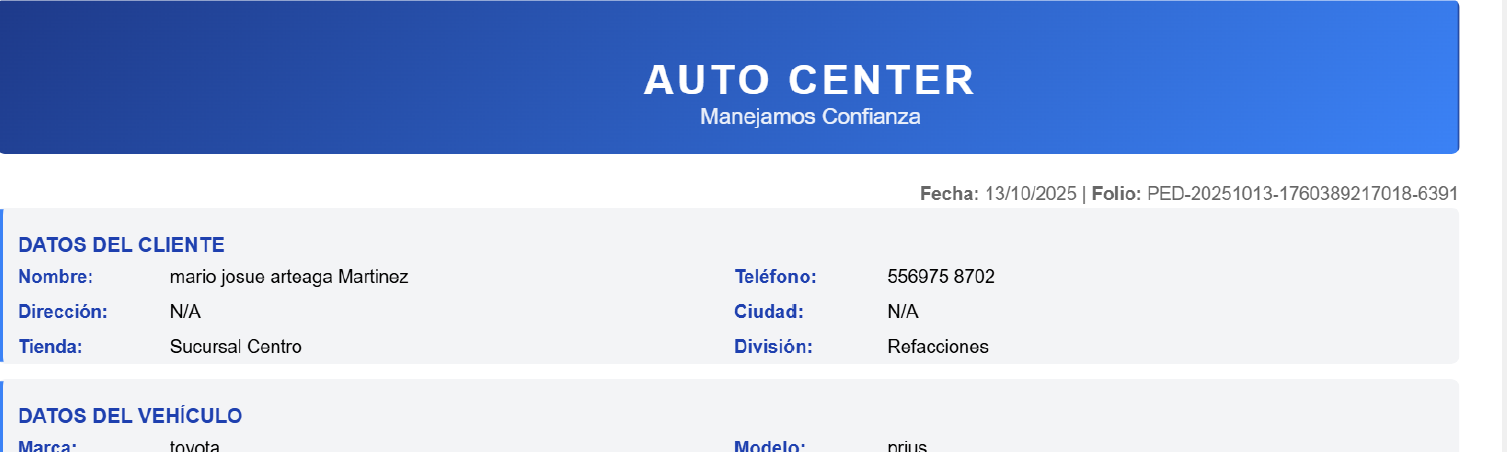 AUTO CENTER
Manejamos Confianza
Fecha: 13/10/2025 | Folio: PED-20251013-1760389217018-6391
DATOS DEL CLIENTE
Nombre: mario josue arteaga Martinez Teléfono: 556975 8702
Dirección: N/A Ciudad: N/A
Tienda: Sucursal Centro División: Refacciones
DATOS DEL VEHÍCULO
Marca: toyota Modelo: prius